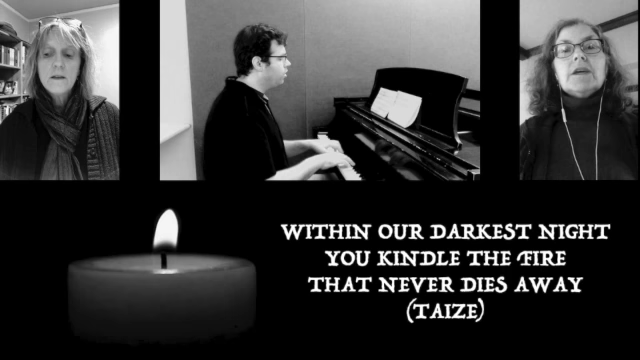 WITHIN OUR DARKEST NIGHT
YOU KINDLE THE FIRE
THAT NEVER DIES AWAY
(TAIZE)